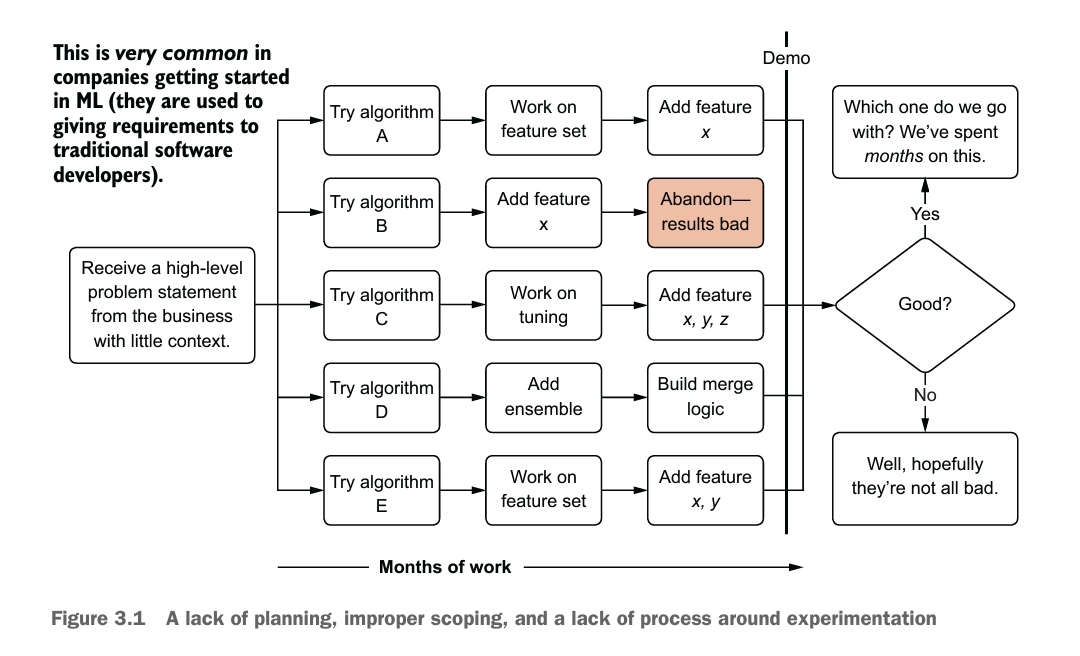 This is very common in
companies getting started
in ML (they are used to
giving requirements to
traditional software
developers).
Receive a high-level
problem statement
from the business
with little context.
Try algorithm
A
Work on
feature set
Add feature
x
Try algorithm
B
Add feature
x
Abandon—
results bad
Try algorithm
C
Work on
tuning
Add feature
x, y, z
Try algorithm
D
Add
ensemble
Build merge
logic
Try algorithm
E
Work on
feature set
Add feature
x, y
Demo
Which one do we go
with? We’ve spent
months on this.
Yes
Good?
No
Well, hopefully
they’re not all bad.
Months of work
Figure 3.1 A lack of planning, improper scoping, and a lack of process around experimentation